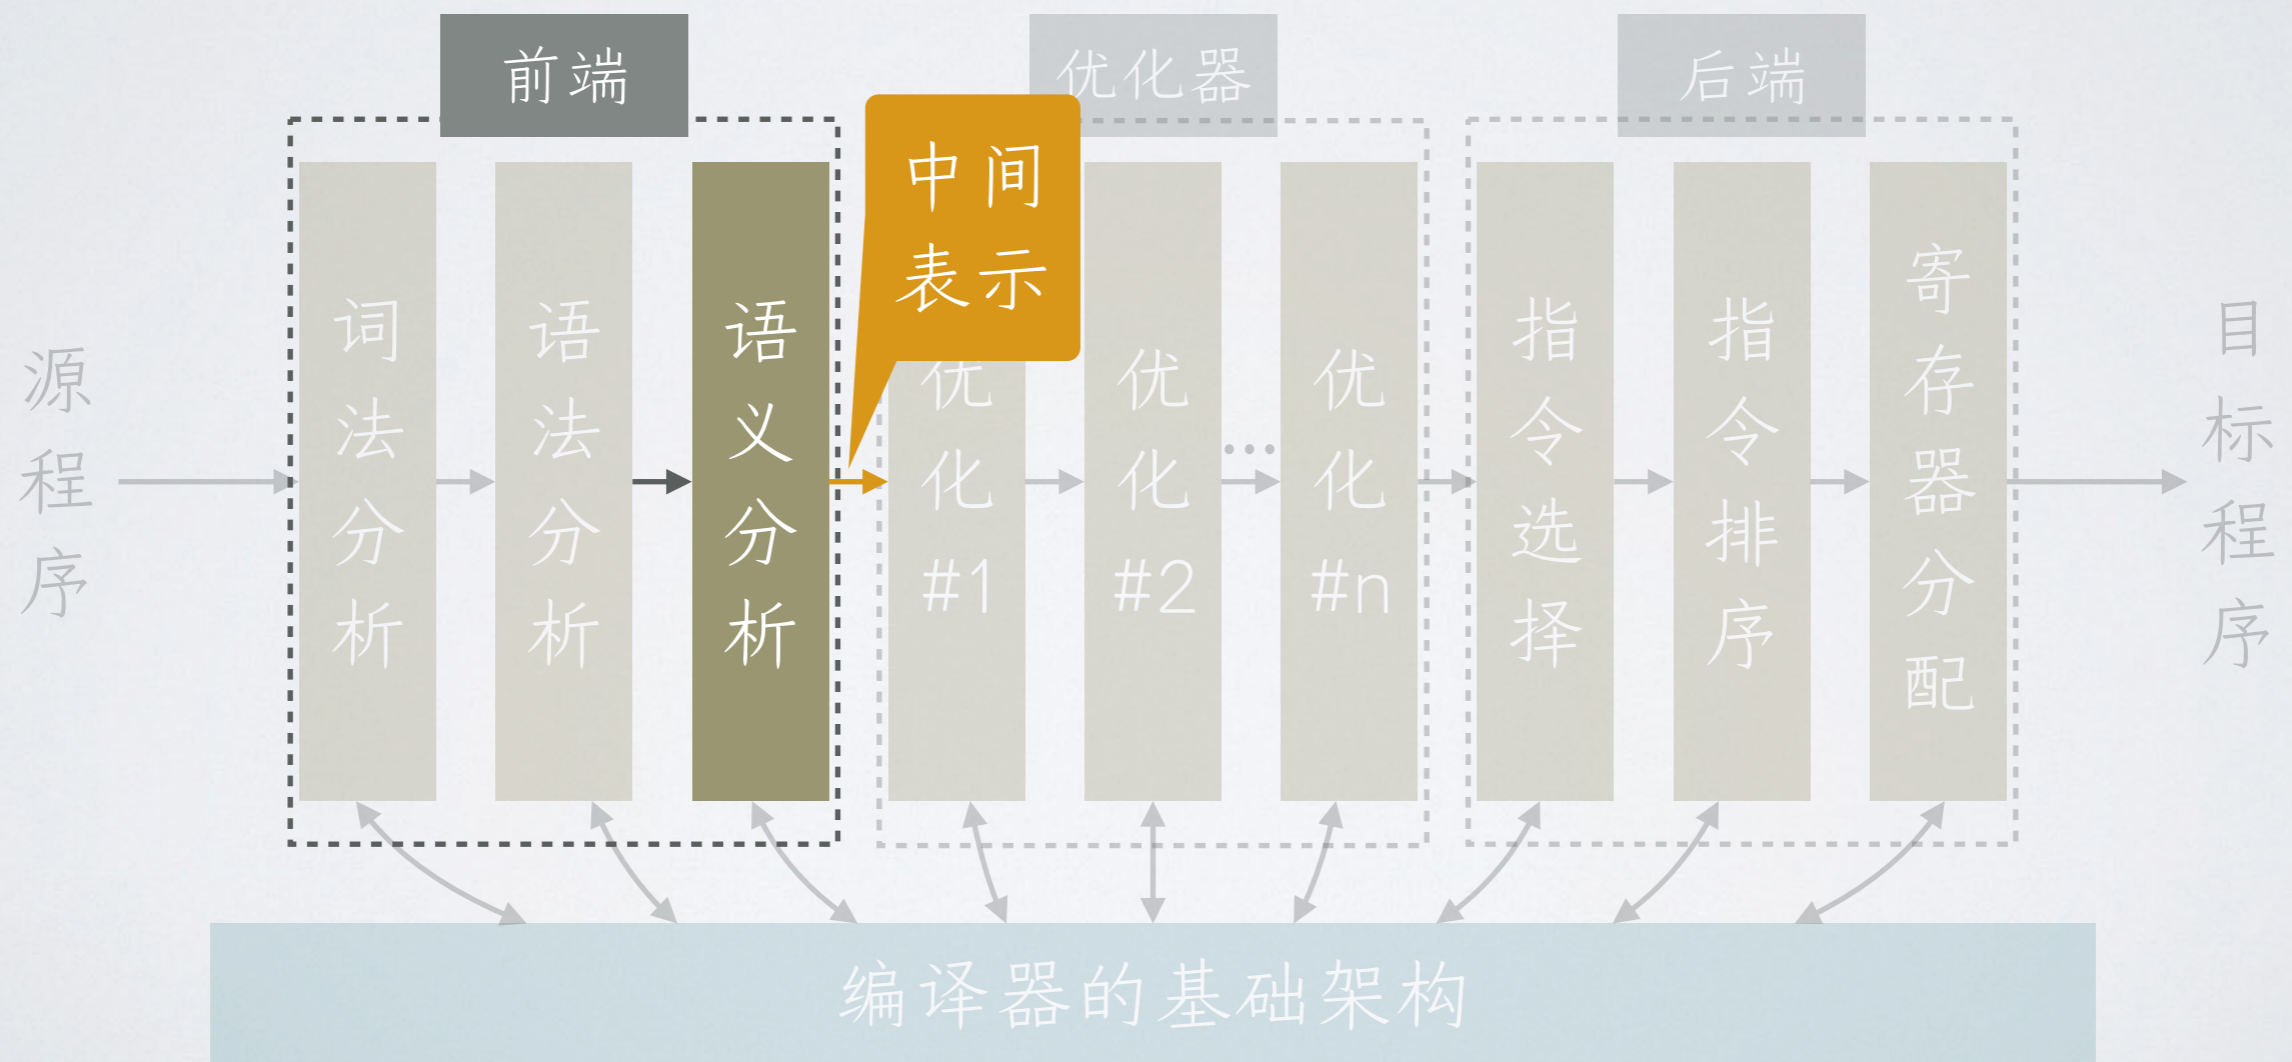 前端
优化器
后端
中间
表示
源程序
词法分析
语法分析
语义分析
优化#1
优化#2
…
优化#n
指令选择
指令排序
寄存器分配
目标程序
编译器的基础架构